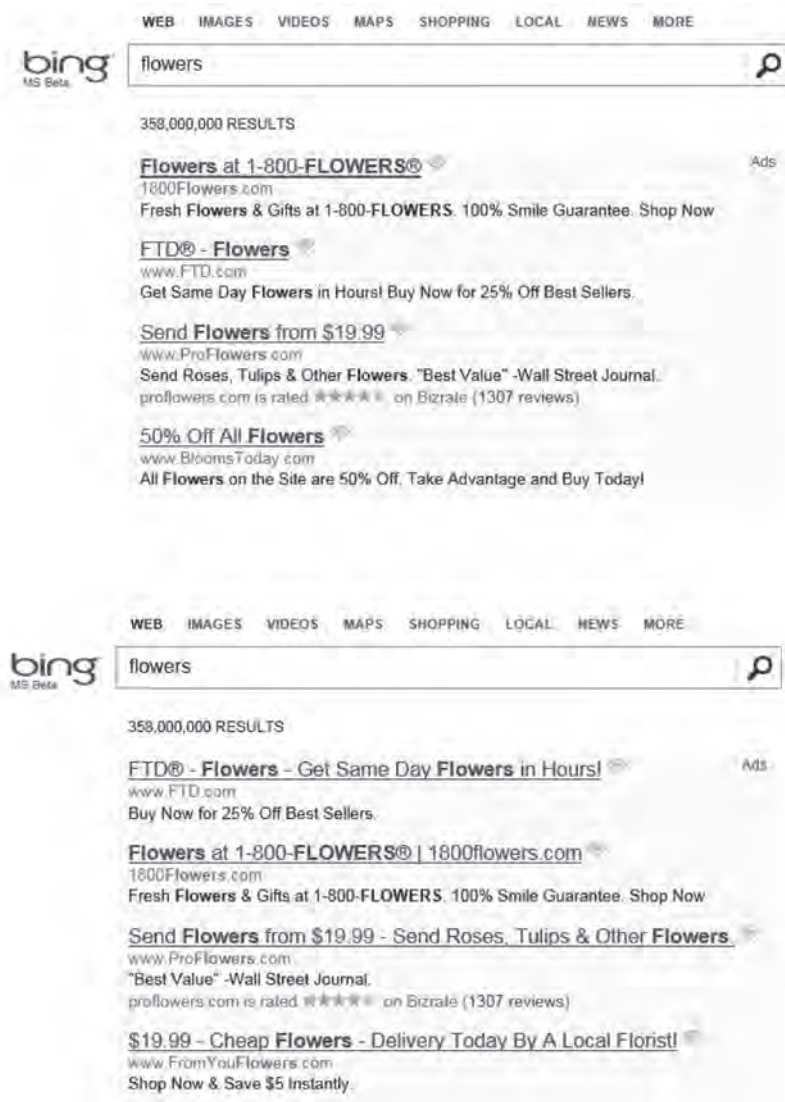 WEB IMAGES VIDEOS MAPS SHOPPING LOCAL NEWS MORE
bing
MS Beta
flowers
358,000,000 RESULTS
Flowers at 1-800-FLOWERS®
Ads
1800Flowers.com
Fresh Flowers & Gifts at 1-800-FLOWERS. 100% Smile Guarantee. Shop Now
FTD® - Flowers
www.FTD.com
Get Same Day Flowers in Hours! Buy Now for 25% Off Best Sellers.
Send Flowers from $19.99
www.ProFlowers.com
Send Roses, Tulips & Other Flowers. "Best Value" -Wall Street Journal.
proflowers.com is rated ★★★★★ on Bizrate (1307 reviews)
50% Off All Flowers
www.BloomsToday.com
All Flowers on the Site are 50% Off. Take Advantage and Buy Today!
WEB IMAGES VIDEOS MAPS SHOPPING LOCAL NEWS MORE
bing
MS Beta
flowers
358,000,000 RESULTS
FTD® - Flowers - Get Same Day Flowers in Hours!
Ads
www.FTD.com
Buy Now for 25% Off Best Sellers.
Flowers at 1-800-FLOWERS® | 1800flowers.com
1800Flowers.com
Fresh Flowers & Gifts at 1-800-FLOWERS. 100% Smile Guarantee. Shop Now
Send Flowers from $19.99 - Send Roses, Tulips & Other Flowers.
www.ProFlowers.com
"Best Value" -Wall Street Journal.
proflowers.com is rated ★★★★★ on Bizrate (1307 reviews)
$19.99 - Cheap Flowers - Delivery Today By A Local Florist!
www.FromYouFlowers.com
Shop Now & Save $5 Instantly.